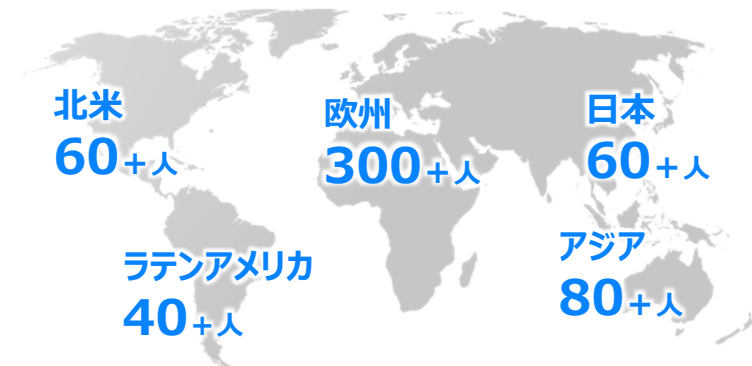 北米
60+人
欧州
300+人
日本
60+人
ラテンアメリカ
40+人
アジア
80+人